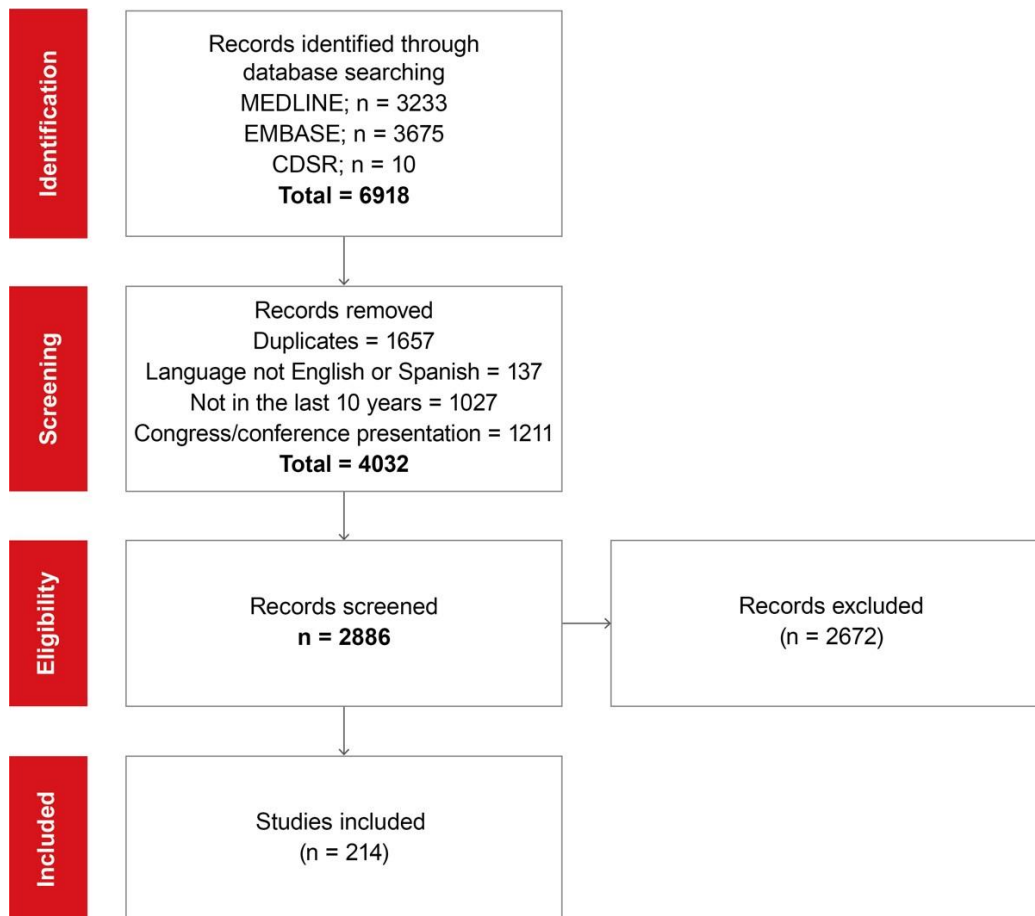 Identification
Records identified through
database searching
MEDLINE; n = 3233
EMBASE; n = 3675
CDSR; n = 10
Total = 6918
Screening
Records removed
Duplicates = 1657
Language not English or Spanish = 137
Not in the last 10 years = 1027
Congress/conference presentation = 1211
Total = 4032
Eligibility
Records screened
n = 2886
Records excluded
(n = 2672)
Included
Studies included
(n = 214)